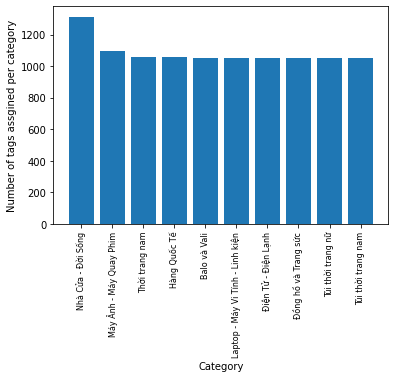 Number of tags assgined per category
1200
1000
800
600
400
200
0
Nhà Cửa - Đời Sống
Máy Ảnh - Máy Quay Phim
Thời trang nam
Hàng Quốc Tế
Balo và Vali
Laptop - Máy Vi Tính - Linh kiện
Điện Tử - Điện Lạnh
Đồng hồ và Trang sức
Túi thời trang nữ
Túi thời trang nam
Category